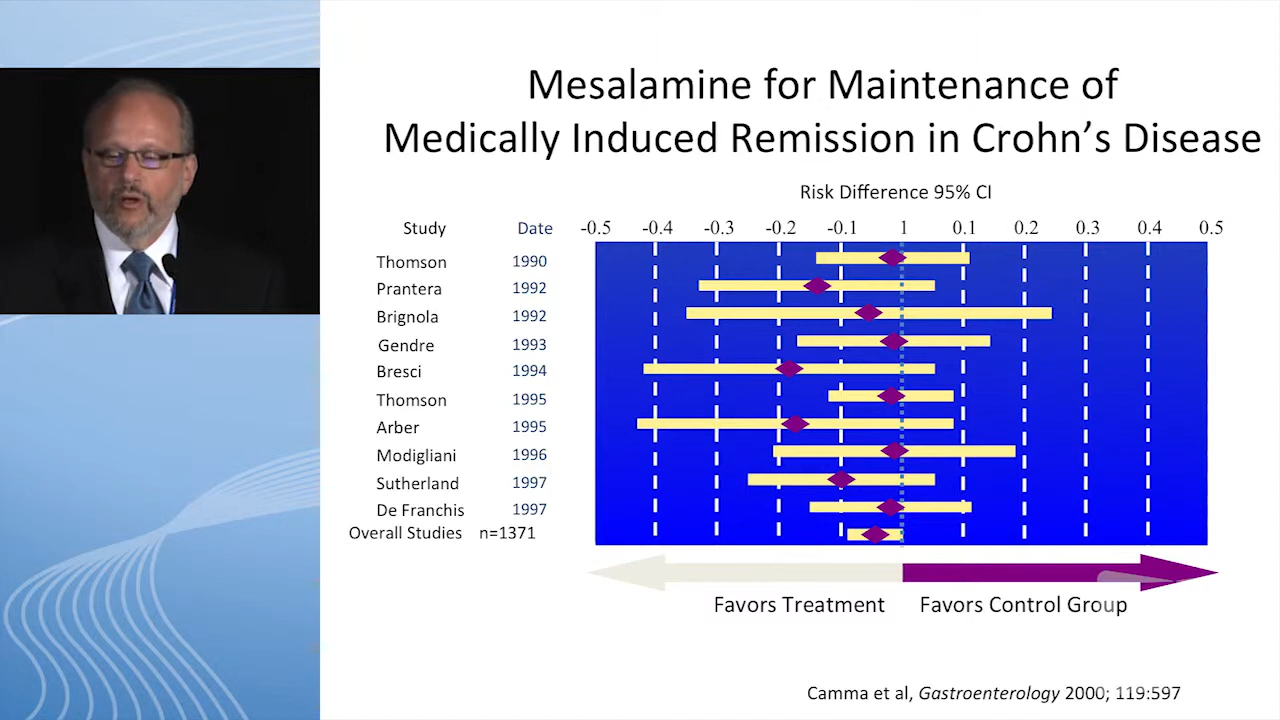 Mesalamine for Maintenance of
Medically Induced Remission in Crohn's Disease
Risk Difference 95% CI
Study Date -0.5 -0.4 -0.3 -0.2 -0.1 1 0.1 0.2 0.3 0.4 0.5
Thomson 1990
Prantera 1992
Brignola 1992
Gendre 1993
Bresci 1994
Thomson 1995
Arber 1995
Modigliani 1996
Sutherland 1997
De Franchis 1997
Overall Studies n=1371
Favors Treatment Favors Control Group
Camma et al, Gastroenterology 2000; 119:597